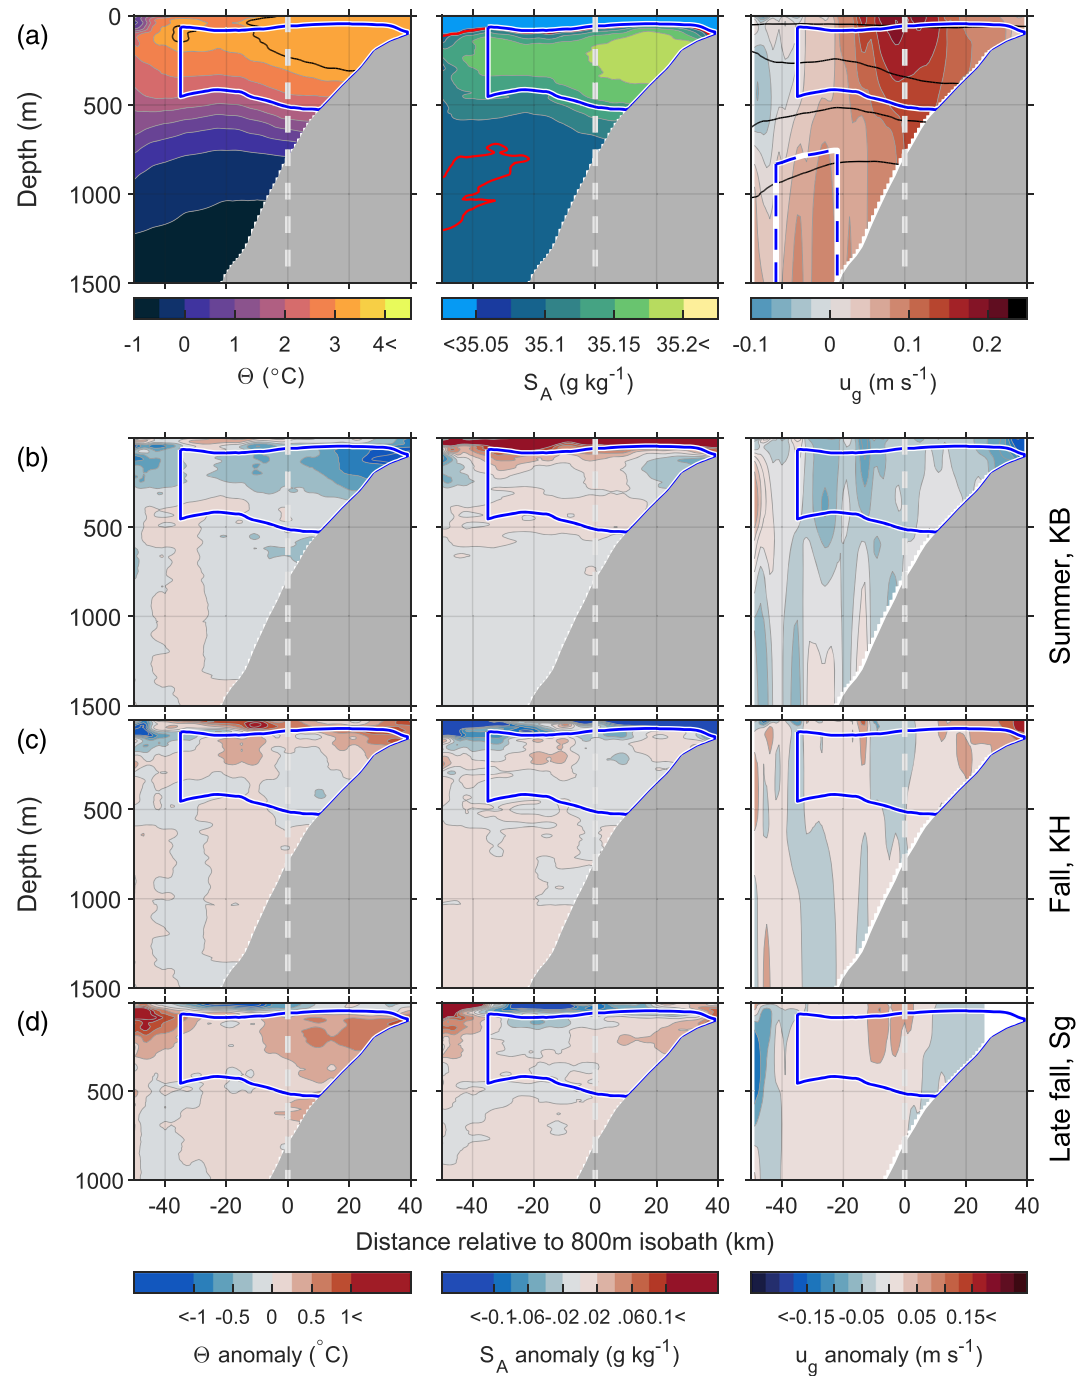 (a)
Depth (m)
0
500
1000
1500
-1 0 1 2 3 4<
Θ (°C)
<35.05 35.1 35.15 35.2<
S_A (g kg⁻¹)
-0.1 0 0.1 0.2
u_g (m s⁻¹)
(b)
500
1000
1500
Summer, KB
(c)
Depth (m)
500
1000
1500
Fall, KH
(d)
500
1000
Late fall, Sg
-40 -20 0 20 40
-40 -20 0 20 40
-40 -20 0 20 40
Distance relative to 800m isobath (km)
<-1 -0.5 0 0.5 1<
Θ anomaly (°C)
<-0.1-.06-.02 .02 .06 0.1<
S_A anomaly (g kg⁻¹)
<-0.15 -0.05 0.05 0.15<
u_g anomaly (m s⁻¹)